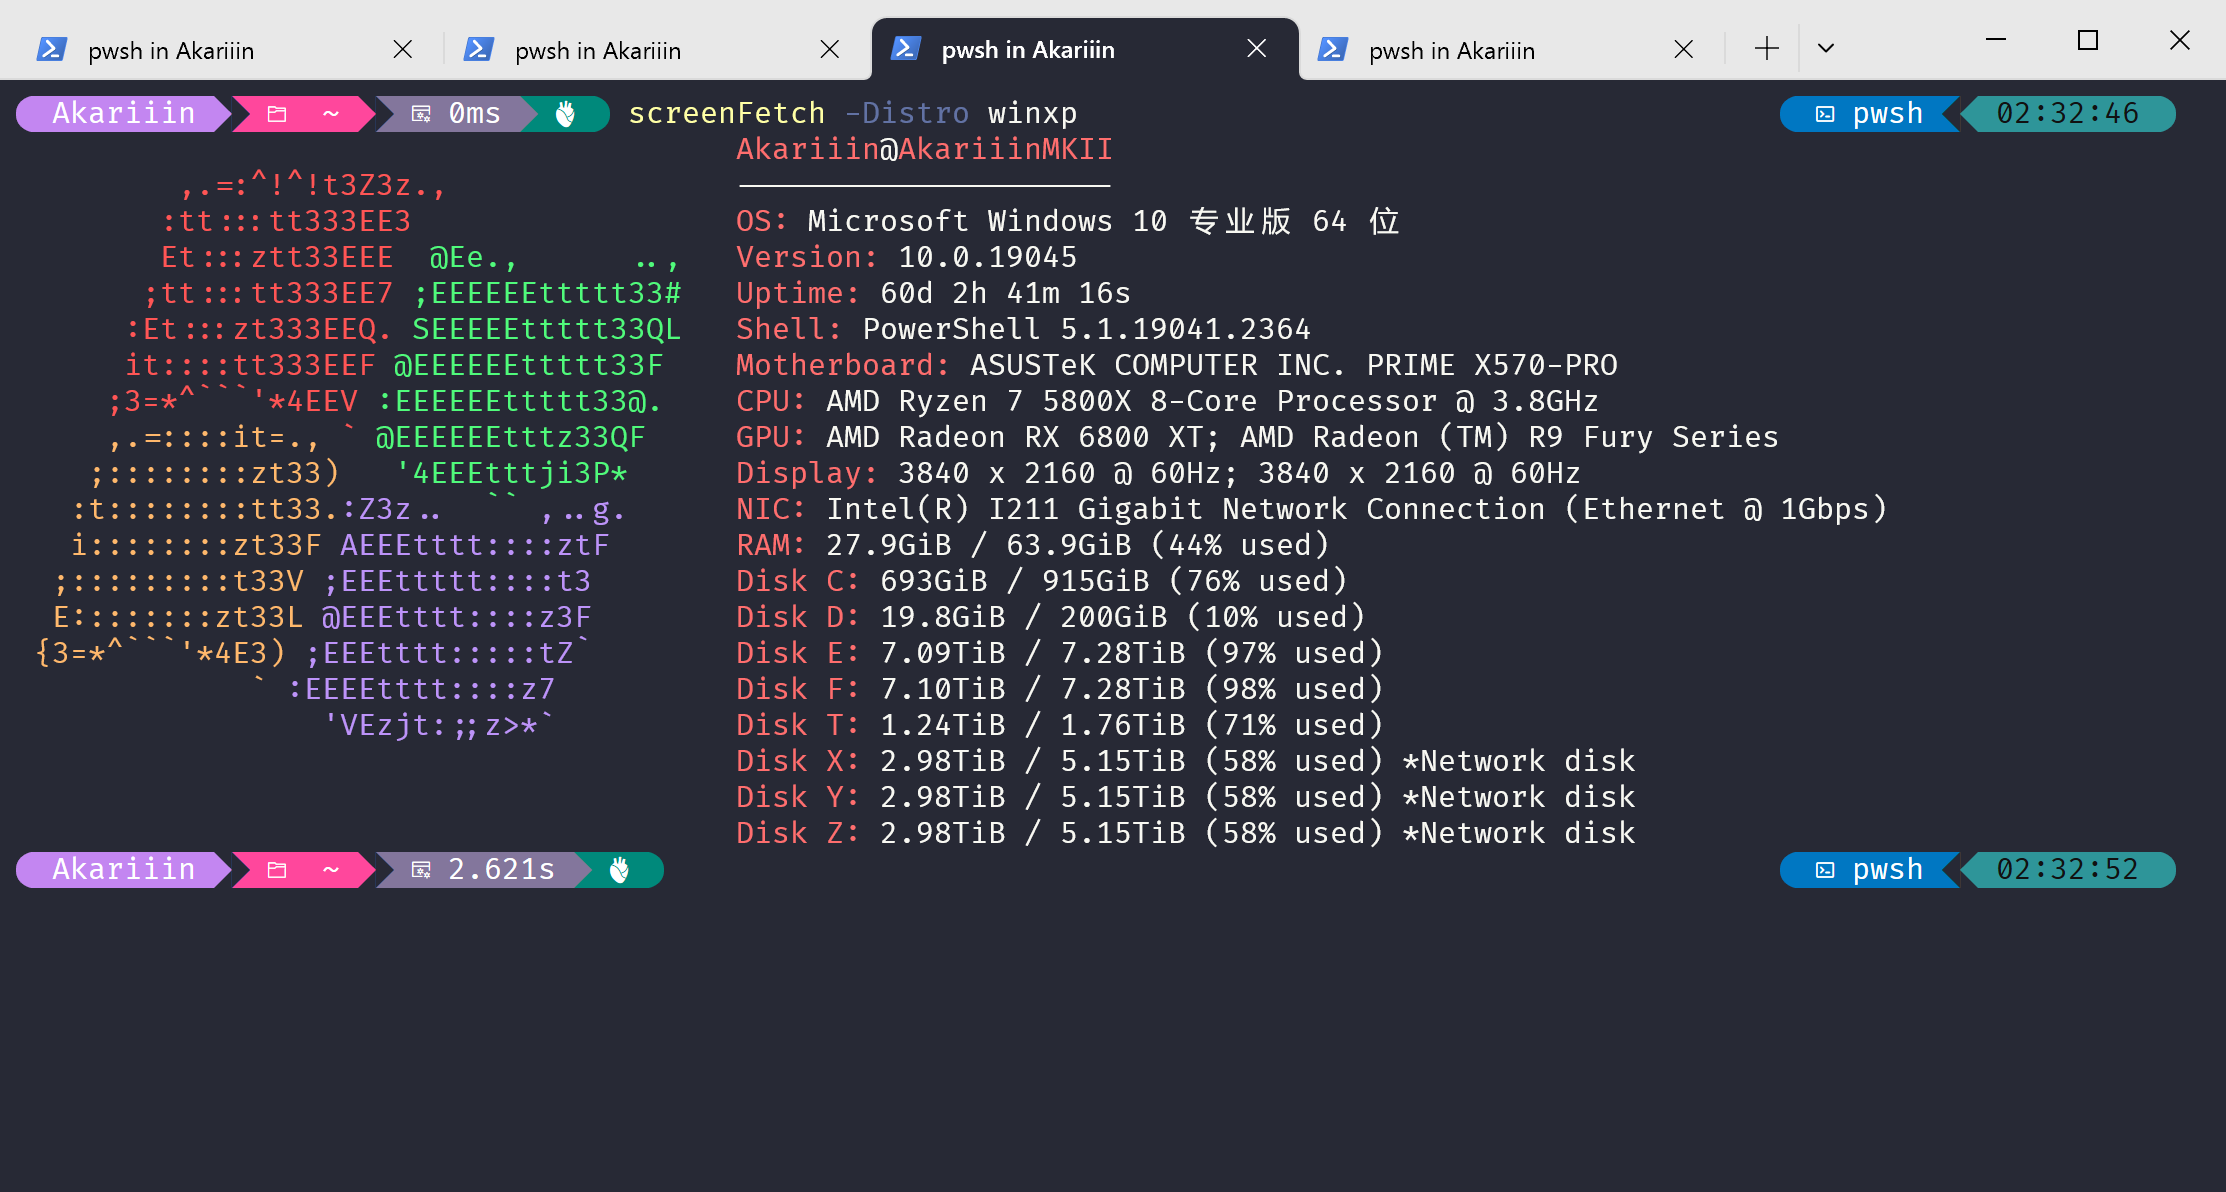 pwsh in Akariiin pwsh in Akariiin pwsh in Akariiin pwsh in Akariiin
Akariiin ~ 0ms screenFetch -Distro winxp pwsh 02:32:46
Akariiin@AkariiinMKII
,.=:^!^!t3Z3z., ---------------------
:tt:::tt333EE3 OS: Microsoft Windows 10 专业版 64 位
Et:::ztt33EEE @Ee., .., Version: 10.0.19045
;tt:::tt333EE7 ;EEEEEEttttt33# Uptime: 60d 2h 41m 16s
:Et:::zt333EEQ. SEEEEEttttt33QL Shell: PowerShell 5.1.19041.2364
it::::tt333EEF @EEEEEEttttt33F Motherboard: ASUSTeK COMPUTER INC. PRIME X570-PRO
;3=*^```'*4EEV :EEEEEEttttt33@. CPU: AMD Ryzen 7 5800X 8-Core Processor @ 3.8GHz
,.=::::it=., ` @EEEEEEtttz33QF GPU: AMD Radeon RX 6800 XT; AMD Radeon (TM) R9 Fury Series
;::::::::zt33) '4EEEtttji3P* Display: 3840 x 2160 @ 60Hz; 3840 x 2160 @ 60Hz
:t::::::::tt33.:Z3z.. `` ,..g. NIC: Intel(R) I211 Gigabit Network Connection (Ethernet @ 1Gbps)
i::::::::zt33F AEEEtttt::::ztF RAM: 27.9GiB / 63.9GiB (44% used)
;:::::::::t33V ;EEEttttt::::t3 Disk C: 693GiB / 915GiB (76% used)
E::::::::zt33L @EEEtttt::::z3F Disk D: 19.8GiB / 200GiB (10% used)
{3=*^```'*4E3) ;EEEtttt:::::tZ` Disk E: 7.09TiB / 7.28TiB (97% used)
` :EEEEtttt::::z7 Disk F: 7.10TiB / 7.28TiB (98% used)
'VEzjt:;;z>*` Disk T: 1.24TiB / 1.76TiB (71% used)
Disk X: 2.98TiB / 5.15TiB (58% used) *Network disk
Disk Y: 2.98TiB / 5.15TiB (58% used) *Network disk
Disk Z: 2.98TiB / 5.15TiB (58% used) *Network disk
Akariiin ~ 2.621s pwsh 02:32:52